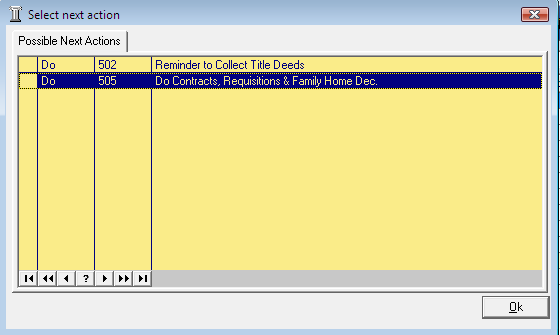 Select next action
Possible Next Actions
Do 502 Reminder to Collect Title Deeds
Do 505 Do Contracts, Requisitions & Family Home Dec.
?
Ok